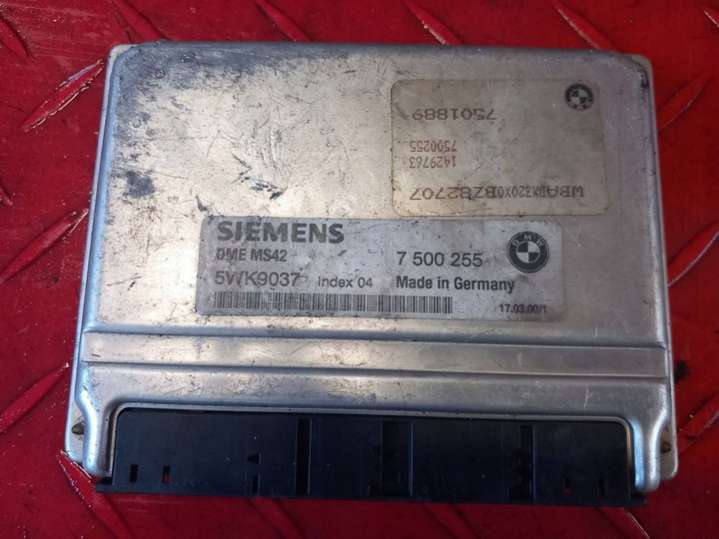 7501889
7500255
1429763
BMW
SIEMENS
DME MS42
7 500 255
5WK9037 Index 04
Made in Germany
17.03.00/1